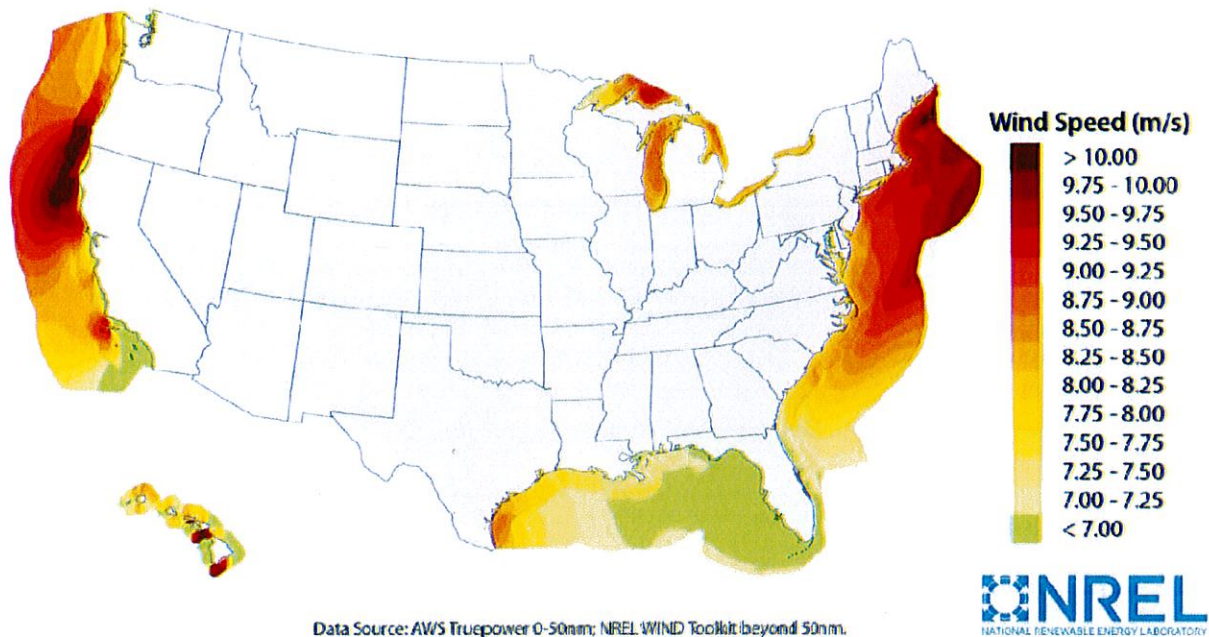 Wind Speed (m/s)
> 10.00
9.75 - 10.00
9.50 - 9.75
9.25 - 9.50
9.00 - 9.25
8.75 - 9.00
8.50 - 8.75
8.25 - 8.50
8.00 - 8.25
7.75 - 8.00
7.50 - 7.75
7.25 - 7.50
7.00 - 7.25
< 7.00
NREL
NATIONAL RENEWABLE ENERGY LABORATORY
Data Source: AWS Truepower 0-50nm; NREL WIND Toolkit beyond 50nm.